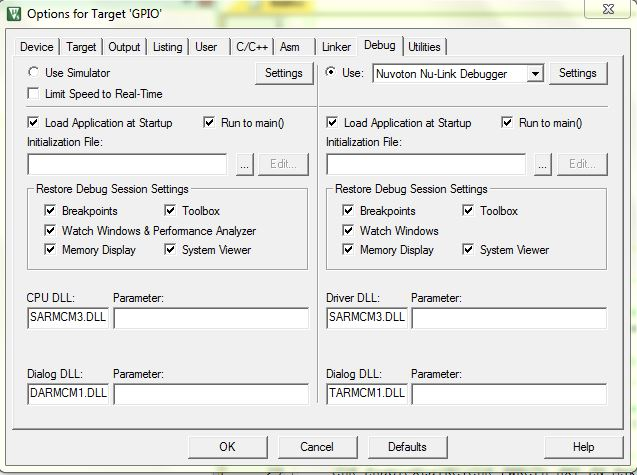 Options for Target 'GPIO'
Device Target Output Listing User C/C++ Asm Linker Debug Utilities
Use Simulator Settings
Limit Speed to Real-Time
Use: Nuvoton Nu-Link Debugger Settings
Load Application at Startup Run to main()
Initialization File:
... Edit...
Load Application at Startup Run to main()
Initialization File:
... Edit...
Restore Debug Session Settings
Breakpoints Toolbox
Watch Windows & Performance Analyzer
Memory Display System Viewer
Restore Debug Session Settings
Breakpoints Toolbox
Watch Windows
Memory Display System Viewer
CPU DLL: Parameter:
SARMCM3.DLL
Driver DLL: Parameter:
SARMCM3.DLL
Dialog DLL: Parameter:
DARMCM1.DLL
Dialog DLL: Parameter:
TARMCM1.DLL
OK Cancel Defaults Help